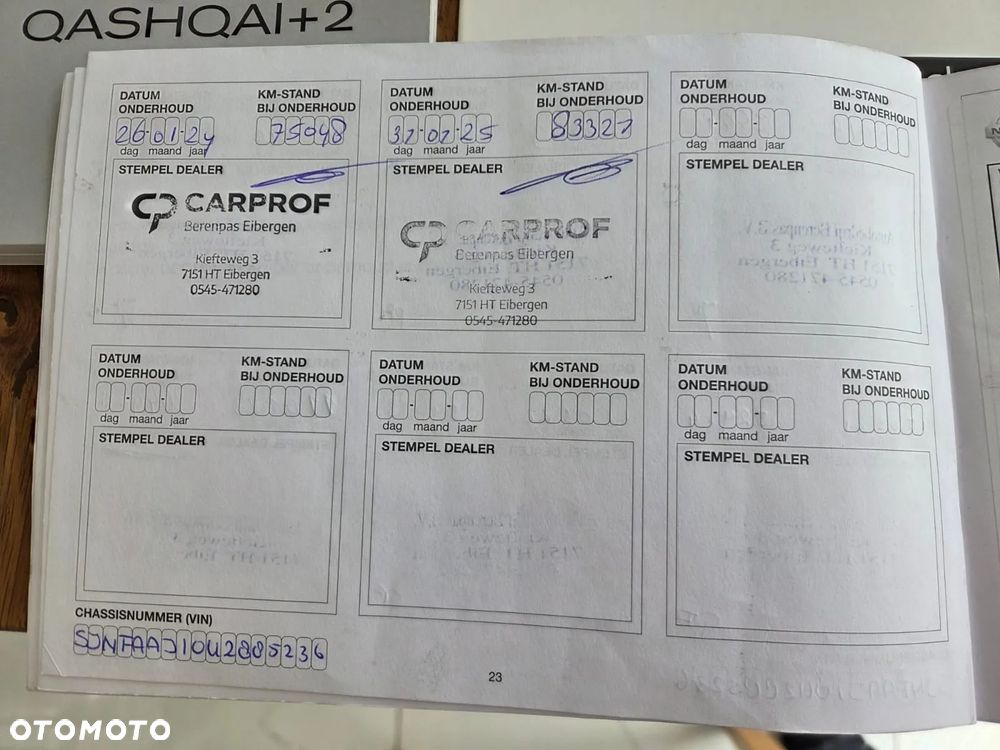 QASHQAI+2
DATUM
ONDERHOUD
KM-STAND
BIJ ONDERHOUD
26-01-24
75048
dag maand jaar
STEMPEL DEALER
CP CARPROF
Berenpas Eibergen
Kiefteweg 3
7151 HT Eibergen
0545-471280
DATUM
ONDERHOUD
KM-STAND
BIJ ONDERHOUD
31-01-25
83321
dag maand jaar
STEMPEL DEALER
CP CARPROF
Berenpas Eibergen
Kiefteweg 3
7151 HT Eibergen
0545-471280
DATUM
ONDERHOUD
KM-STAND
BIJ ONDERHOUD
dag maand jaar
STEMPEL DEALER
DATUM
ONDERHOUD
KM-STAND
BIJ ONDERHOUD
dag maand jaar
STEMPEL DEALER
DATUM
ONDERHOUD
KM-STAND
BIJ ONDERHOUD
dag maand jaar
STEMPEL DEALER
DATUM
ONDERHOUD
KM-STAND
BIJ ONDERHOUD
dag maand jaar
STEMPEL DEALER
CHASSISNUMMER (VIN)
SJNFAAJ10U2885236
23
OTOMOTO